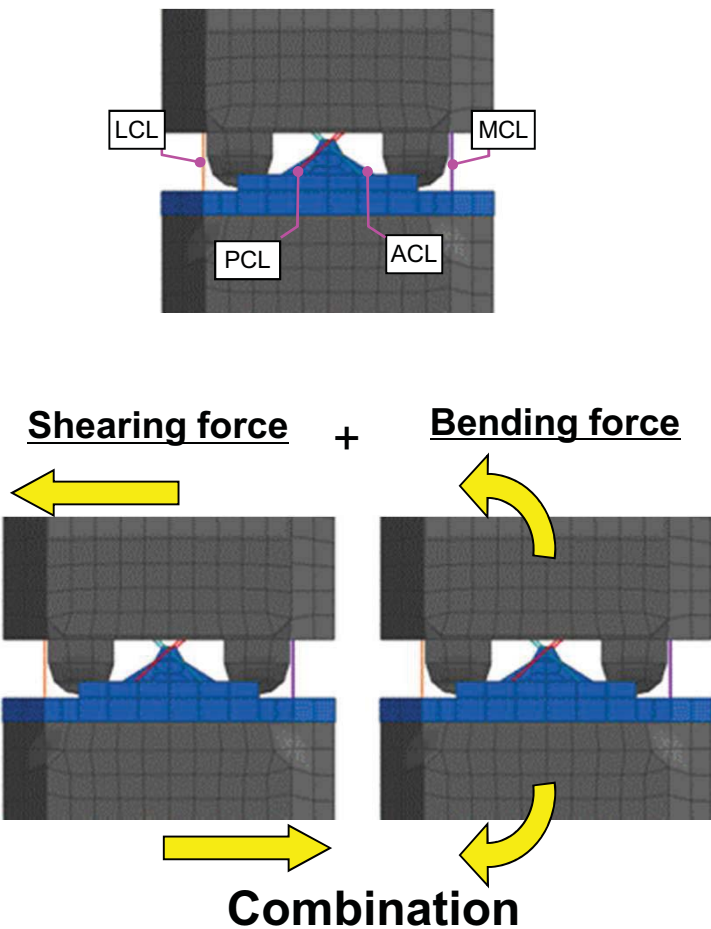 LCL
MCL
PCL
ACL
Shearing force + Bending force
Combination